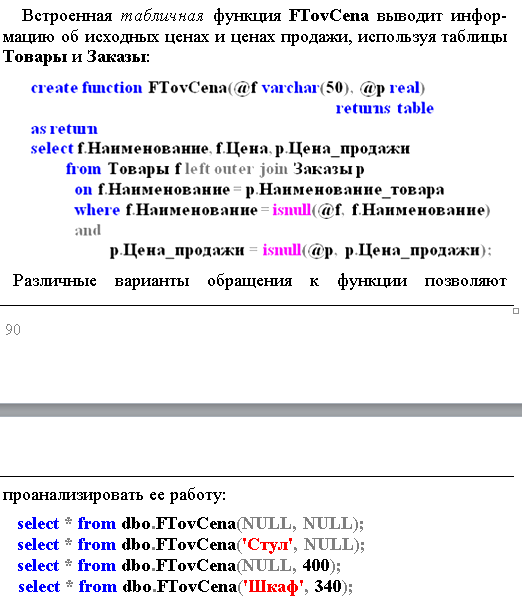 Встроенная табличная функция FTovCena выводит инфор-
мацию об исходных ценах и ценах продажи, используя таблицы
Товары и Заказы:
create function FTovCena(@f varchar(50), @p real)
returns table
as return
select f.Наименование, f.Цена, p.Цена_продажи
from Товары f left outer join Заказы p
on f.Наименование = p.Наименование_товара
where f.Наименование = isnull(@f, f.Наименование)
and
p.Цена_продажи = isnull(@p, p.Цена_продажи);
Различные варианты обращения к функции позволяют
90
проанализировать ее работу:
select * from dbo.FTovCena(NULL, NULL);
select * from dbo.FTovCena('Стул', NULL);
select * from dbo.FTovCena(NULL, 400);
select * from dbo.FTovCena('Шкаф', 340);